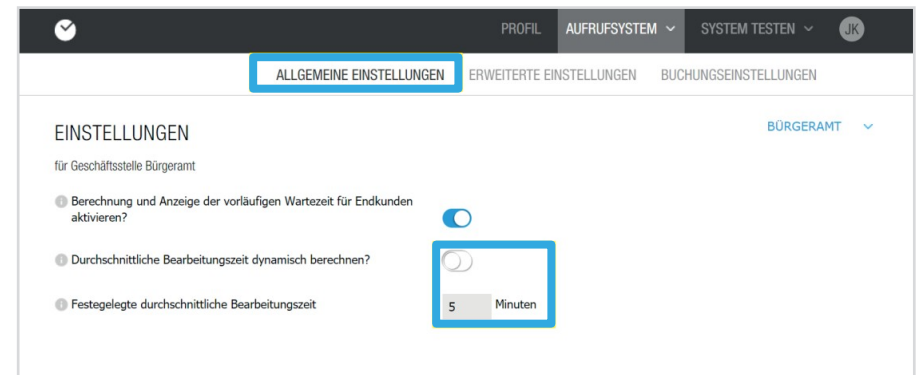 PROFIL AUFRUFSYSTEM SYSTEM TESTEN JK
ALLGEMEINE EINSTELLUNGEN ERWEITERTE EINSTELLUNGEN BUCHUNGSEINSTELLUNGEN
EINSTELLUNGEN
BÜRGERAMT
für Geschäftsstelle Bürgeramt
Berechnung und Anzeige der vorläufigen Wartezeit für Endkunden
aktivieren?
Durchschnittliche Bearbeitungszeit dynamisch berechnen?
Festegelegte durchschnittliche Bearbeitungszeit 5 Minuten